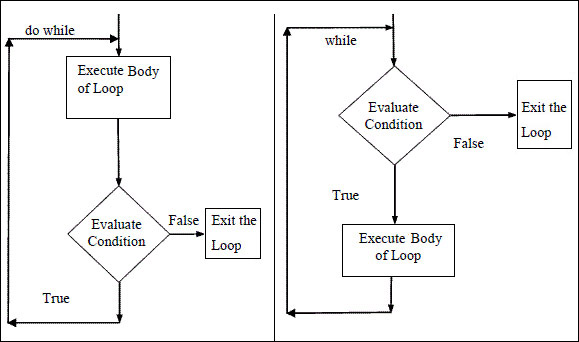 do while
Execute Body
of Loop
Evaluate
Condition
False
Exit the
Loop
True
while
Evaluate
Condition
Exit the
Loop
False
True
Execute Body
of Loop